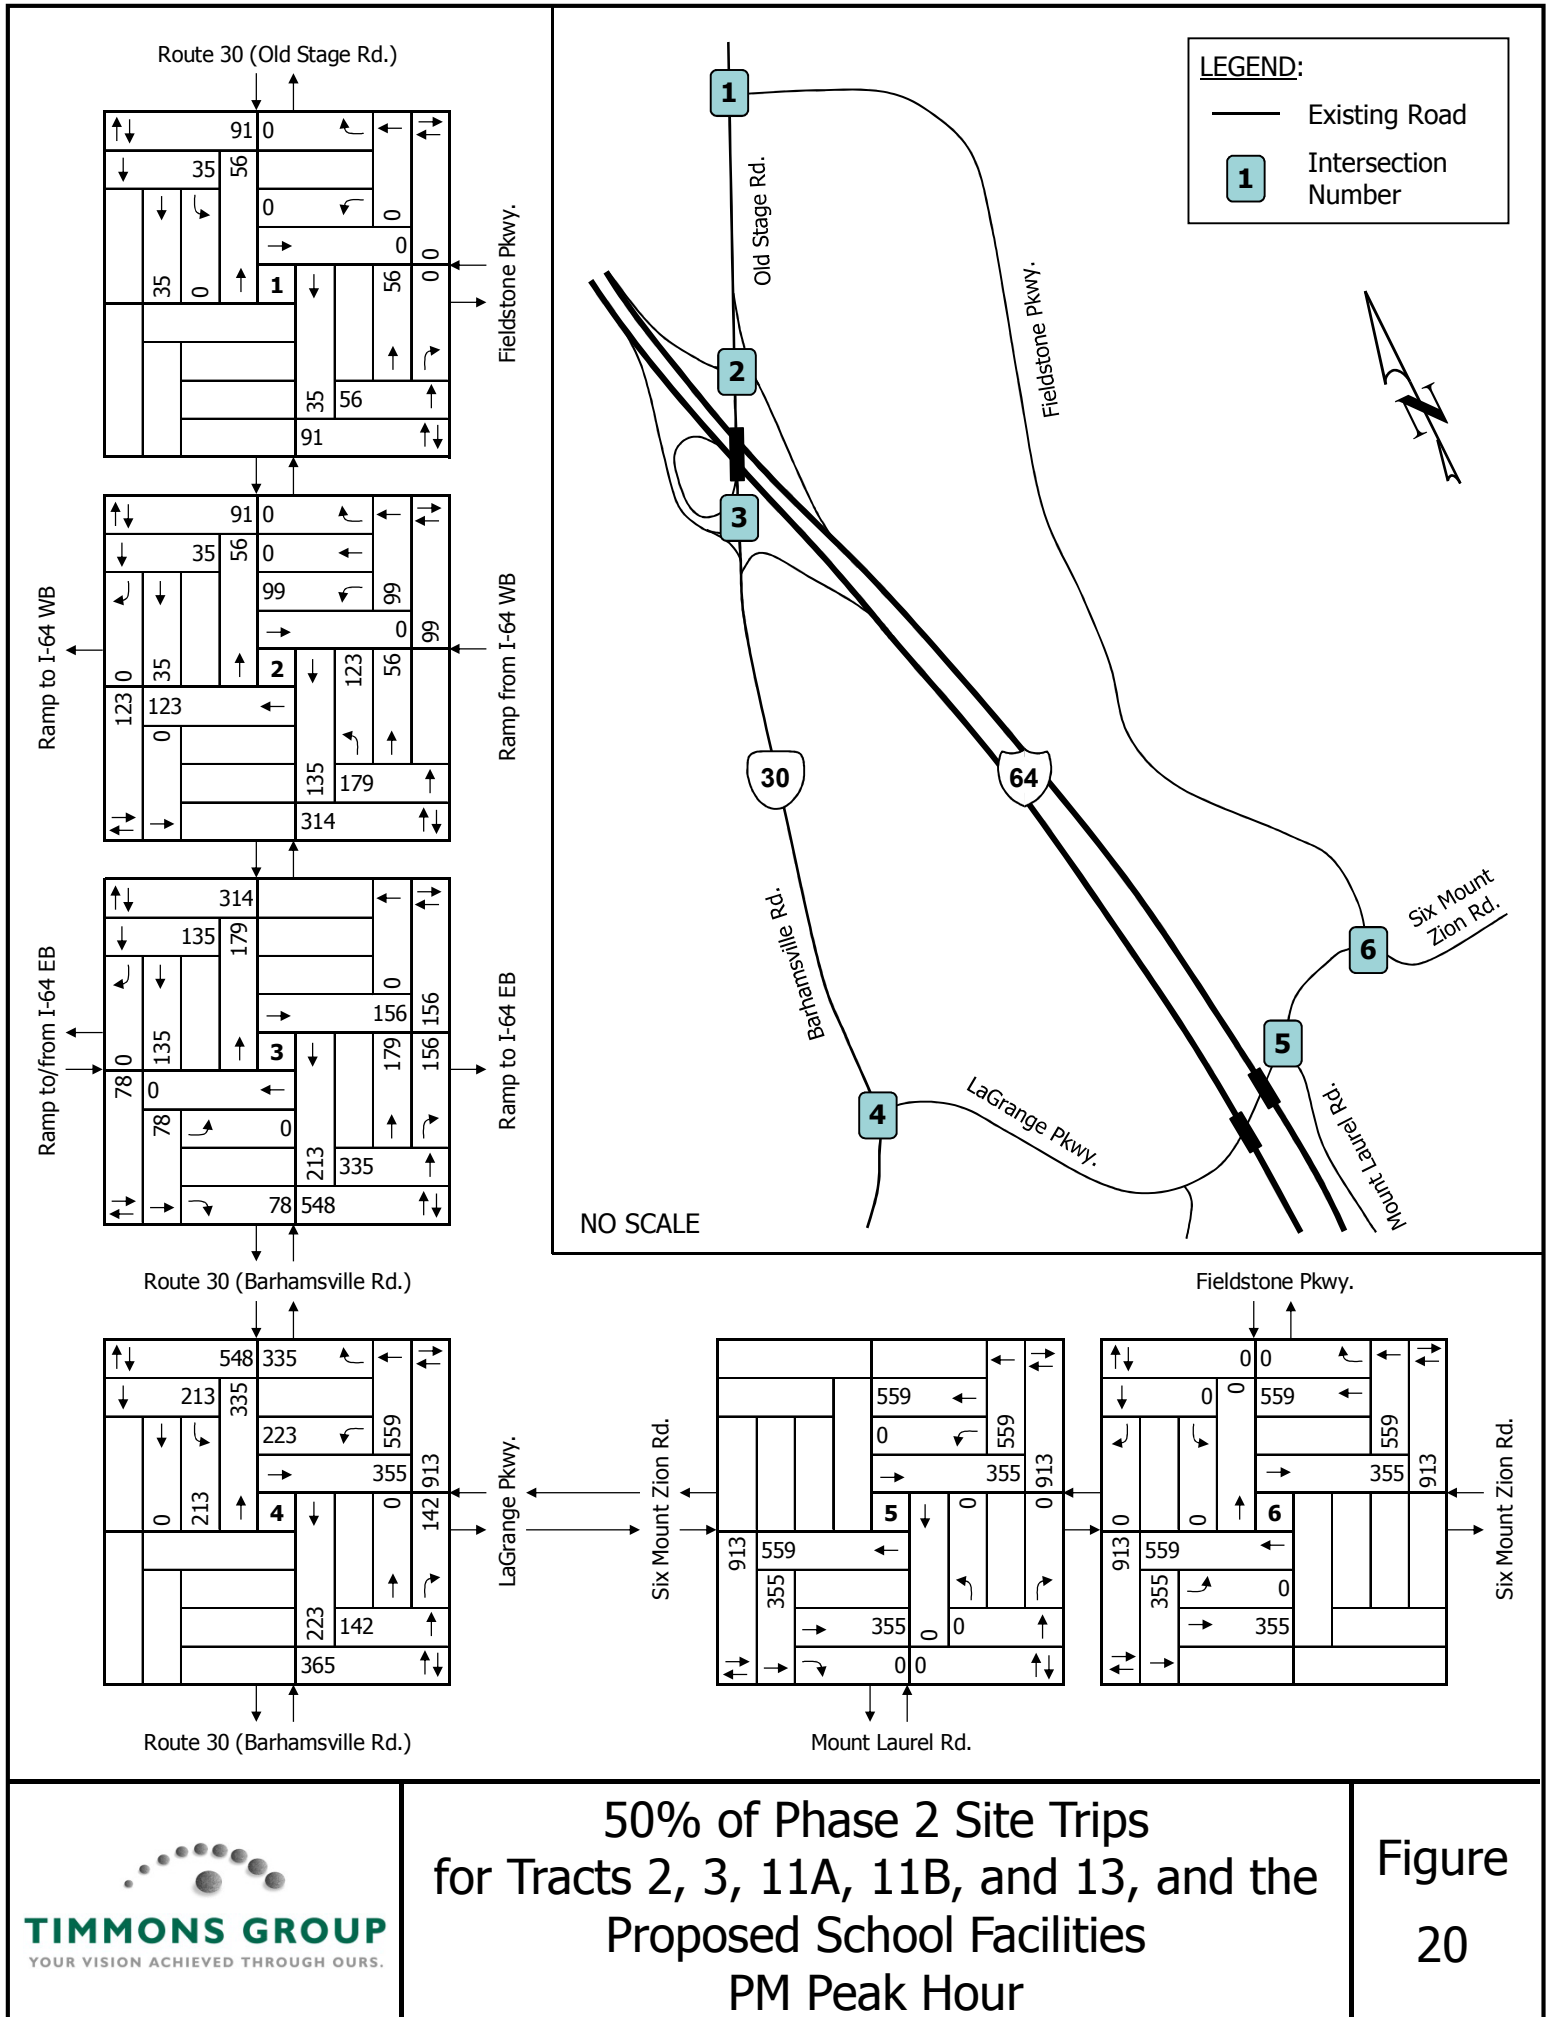 Route 30 (Old Stage Rd.)
91 0
35 56
0 0
35 0 0 0 0
1 56
Fieldstone Pkwy.
35 56
91
91 0
35 56 0
99 99
0 99
0 35 2 123 56
Ramp to I-64 WB
Ramp from I-64 WB
123 123
0
135 179
314
314
135 179
0
156 156
0 135 3 179 156
Ramp to/from I-64 EB
Ramp to I-64 EB
78 0
78 0
213 335
78 548
Route 30 (Barhamsville Rd.)
548 335
213 335
223 559
355 913
0 213 4 0 142
LaGrange Pkwy.
223 142
365
Route 30 (Barhamsville Rd.)
LEGEND:
Existing Road
1 Intersection
Number
1
Old Stage Rd.
Fieldstone Pkwy.
2
3
30
64
Barhamsville Rd.
Six Mount
Zion Rd.
6
5
4
LaGrange Pkwy.
Mount Laurel Rd.
N
NO SCALE
559
0 559
355 913
5 0 0
Six Mount Zion Rd.
913 559
355
355 0 0
0 0
Mount Laurel Rd.
Fieldstone Pkwy.
0 0
0 0 559
559
355 913
0 0 6
913 559
355 0
355
Six Mount Zion Rd.
TIMMONS GROUP
YOUR VISION ACHIEVED THROUGH OURS.
50% of Phase 2 Site Trips
for Tracts 2, 3, 11A, 11B, and 13, and the
Proposed School Facilities
PM Peak Hour
Figure
20